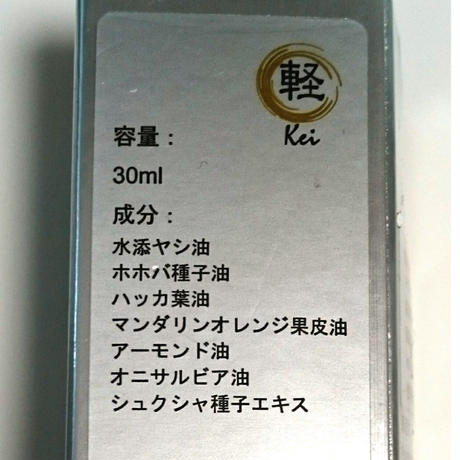 軽
Kei
容量：
30ml
成分：
水添ヤシ油
ホホバ種子油
ハッカ葉油
マンダリンオレンジ果皮油
アーモンド油
オニサルビア油
シュクシャ種子エキス